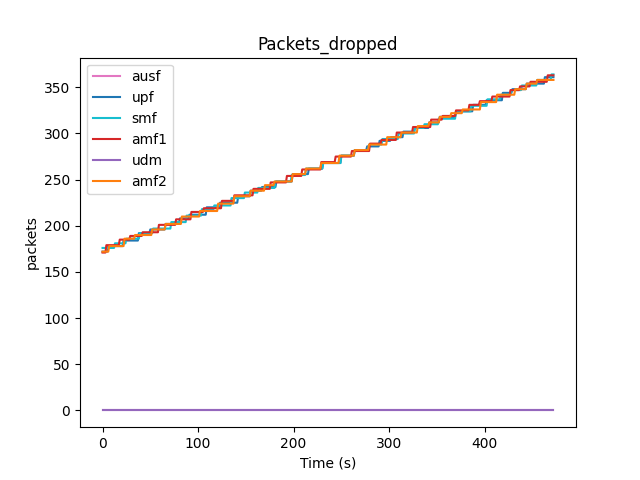 Packets_dropped
ausf
upf
smf
amf1
udm
amf2
packets
350
300
250
200
150
100
50
0
0 100 200 300 400
Time (s)